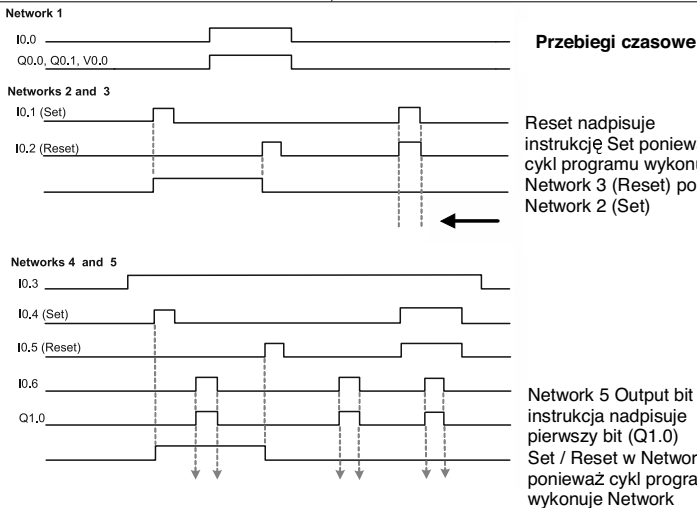 Network 1
I0.0
Przebiegi czasowe
Q0.0, Q0.1, V0.0
Networks 2 and 3
I0.1 (Set)
I0.2 (Reset)
Reset nadpisuje
instrukcję Set poniew
cykl programu wykon
Network 3 (Reset) po
Network 2 (Set)
Networks 4 and 5
I0.3
I0.4 (Set)
I0.5 (Reset)
I0.6
Q1.0
Network 5 Output bit
instrukcja nadpisuje
pierwszy bit (Q1.0)
Set / Reset w Networ
ponieważ cykl progra
wykonuje Network